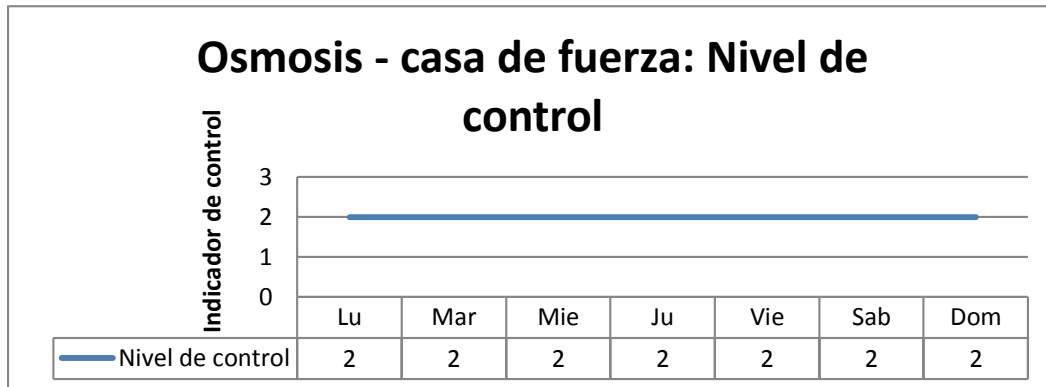 Osmosis - casa de fuerza: Nivel de
control
Indicador de control
3
2
1
0
Lu Mar Mie Ju Vie Sab Dom
Nivel de control 2 2 2 2 2 2 2